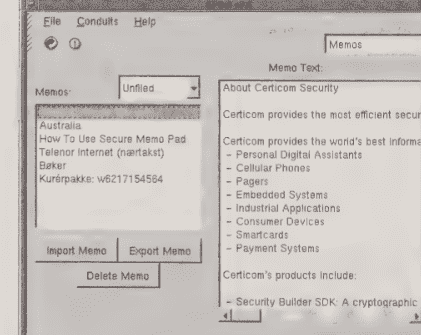 File Conduits Help
Memos
Memo Text:
Memos:
Unfiled
Australia
How To Use Secure Memo Pad
Telenor Internet (nærtakst)
Bøker
Kurérpakke: w6217154564
Import Memo
Export Memo
Delete Memo
About Certicom Security
Certicom provides the most efficient secur
Certicom provides the world's best informa
– Personal Digital Assistants
– Cellular Phones
– Pagers
– Embedded Systems
– Industrial Applications
– Consumer Devices
– Smartcards
– Payment Systems
Certicom's products include:
– Security Builder SDK: A cryptographic